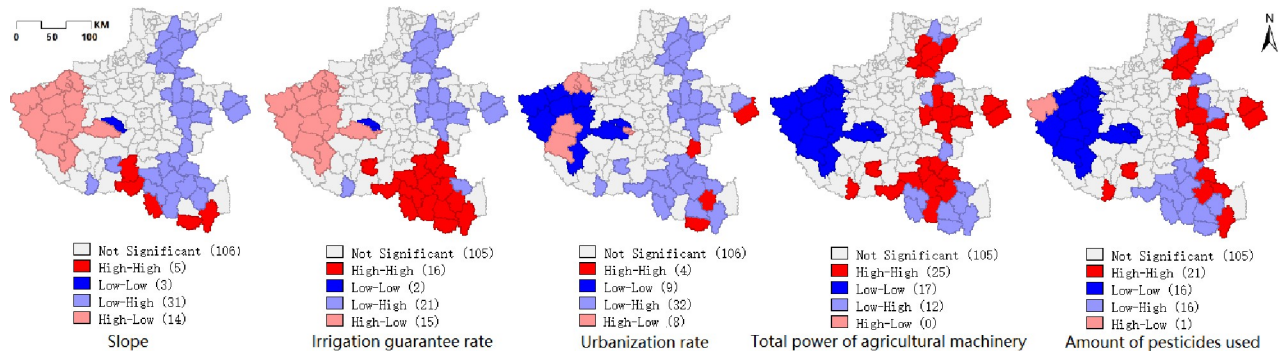 0 50 100 KM
N
Not Significant (106)
High-High (5)
Low-Low (3)
Low-High (31)
High-Low (14)
Slope
Not Significant (105)
High-High (16)
Low-Low (2)
Low-High (21)
High-Low (15)
Irrigation guarantee rate
Not Significant (106)
High-High (4)
Low-Low (9)
Low-High (32)
High-Low (8)
Urbanization rate
Not Significant (105)
High-High (25)
Low-Low (17)
Low-High (12)
High-Low (0)
Total power of agricultural machinery
Not Significant (105)
High-High (21)
Low-Low (16)
Low-High (16)
High-Low (1)
Amount of pesticides used